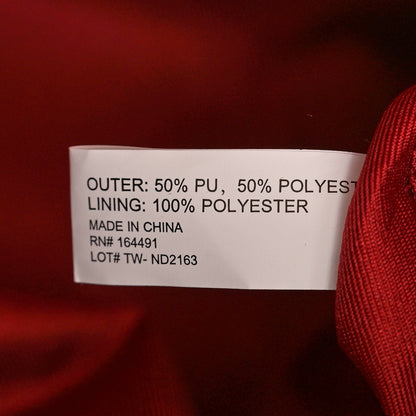 OUTER: 50% PU, 50% POLYEST
LINING: 100% POLYESTER
MADE IN CHINA
RN# 164491
LOT# TW- ND2163